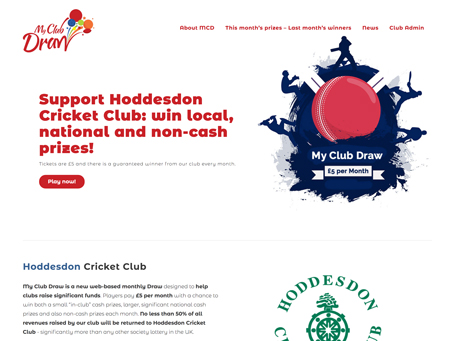 My Club
Draw
About MCD
This month's prizes – Last month's winners
News
Club Admin
Support Hoddesdon
Cricket Club: win local,
national and non-cash
prizes!
Tickets are £5 and there is a guaranteed winner from our club every month.
Play now!
My Club Draw
£5 per Month
Hoddesdon Cricket Club
My Club Draw is a new web-based monthly Draw designed to help
clubs raise significant funds. Players pay £5 per month with a chance to
win both a small "in-club" cash prizes, larger, significant national cash
prizes and also non-cash prizes each month. No less than 50% of all
revenues raised by our club will be returned to Hoddesdon Cricket
Club - significantly more than any other society lottery in the UK.
HODDESDON